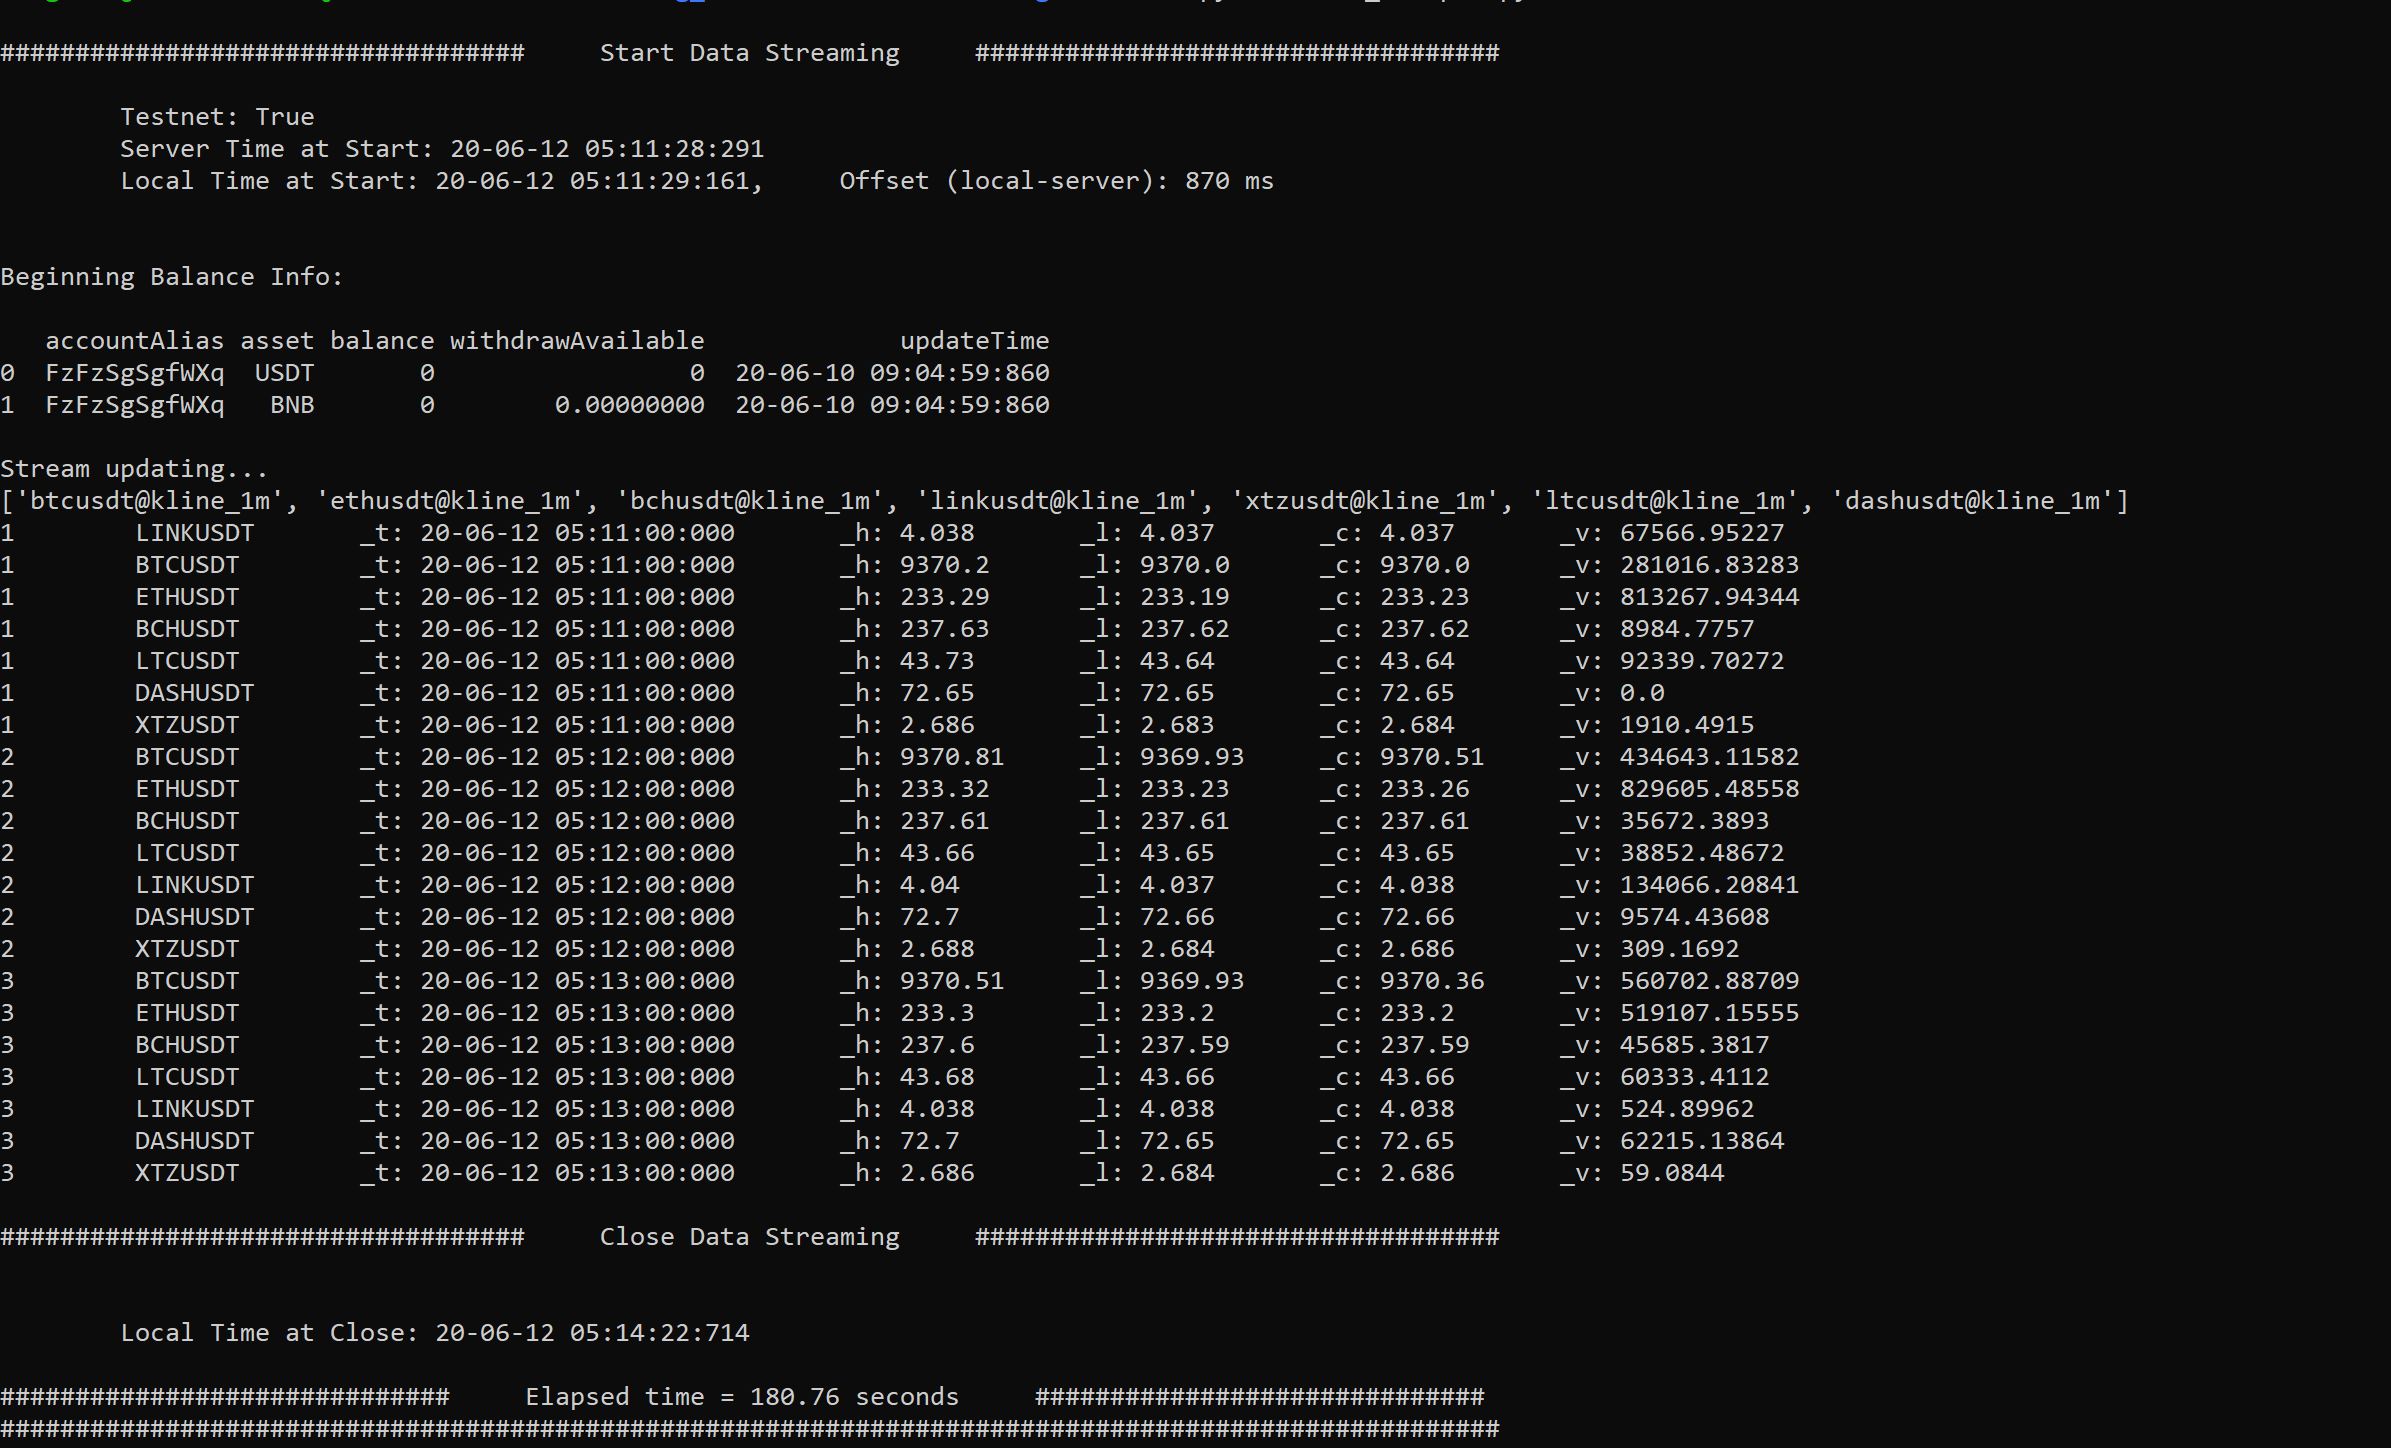 ###################################     Start Data Streaming     ###################################
Testnet: True
Server Time at Start: 20-06-12 05:11:28:291
Local Time at Start: 20-06-12 05:11:29:161,     Offset (local-server): 870 ms
Beginning Balance Info:
accountAlias asset balance withdrawAvailable             updateTime
0  FzFzSgSgfWXq  USDT       0                 0  20-06-10 09:04:59:860
1  FzFzSgSgfWXq   BNB       0        0.00000000  20-06-10 09:04:59:860
Stream updating...
['btcusdt@kline_1m', 'ethusdt@kline_1m', 'bchusdt@kline_1m', 'linkusdt@kline_1m', 'xtzusdt@kline_1m', 'ltcusdt@kline_1m', 'dashusdt@kline_1m']
1        LINKUSDT       _t: 20-06-12 05:11:00:000       _h: 4.038       _l: 4.037       _c: 4.037       _v: 67566.95227
1        BTCUSDT        _t: 20-06-12 05:11:00:000       _h: 9370.2      _l: 9370.0      _c: 9370.0      _v: 281016.83283
1        ETHUSDT        _t: 20-06-12 05:11:00:000       _h: 233.29      _l: 233.19      _c: 233.23      _v: 813267.94344
1        BCHUSDT        _t: 20-06-12 05:11:00:000       _h: 237.63      _l: 237.62      _c: 237.62      _v: 8984.7757
1        LTCUSDT        _t: 20-06-12 05:11:00:000       _h: 43.73       _l: 43.64       _c: 43.64       _v: 92339.70272
1        DASHUSDT       _t: 20-06-12 05:11:00:000       _h: 72.65       _l: 72.65       _c: 72.65       _v: 0.0
1        XTZUSDT        _t: 20-06-12 05:11:00:000       _h: 2.686       _l: 2.683       _c: 2.684       _v: 1910.4915
2        BTCUSDT        _t: 20-06-12 05:12:00:000       _h: 9370.81     _l: 9369.93     _c: 9370.51     _v: 434643.11582
2        ETHUSDT        _t: 20-06-12 05:12:00:000       _h: 233.32      _l: 233.23      _c: 233.26      _v: 829605.48558
2        BCHUSDT        _t: 20-06-12 05:12:00:000       _h: 237.61      _l: 237.61      _c: 237.61      _v: 35672.3893
2        LTCUSDT        _t: 20-06-12 05:12:00:000       _h: 43.66       _l: 43.65       _c: 43.65       _v: 38852.48672
2        LINKUSDT       _t: 20-06-12 05:12:00:000       _h: 4.04        _l: 4.037       _c: 4.038       _v: 134066.20841
2        DASHUSDT       _t: 20-06-12 05:12:00:000       _h: 72.7        _l: 72.66       _c: 72.66       _v: 9574.43608
2        XTZUSDT        _t: 20-06-12 05:12:00:000       _h: 2.688       _l: 2.684       _c: 2.686       _v: 309.1692
3        BTCUSDT        _t: 20-06-12 05:13:00:000       _h: 9370.51     _l: 9369.93     _c: 9370.36     _v: 560702.88709
3        ETHUSDT        _t: 20-06-12 05:13:00:000       _h: 233.3       _l: 233.2       _c: 233.2       _v: 519107.15555
3        BCHUSDT        _t: 20-06-12 05:13:00:000       _h: 237.6       _l: 237.59      _c: 237.59      _v: 45685.3817
3        LTCUSDT        _t: 20-06-12 05:13:00:000       _h: 43.68       _l: 43.66       _c: 43.66       _v: 60333.4112
3        LINKUSDT       _t: 20-06-12 05:13:00:000       _h: 4.038       _l: 4.038       _c: 4.038       _v: 524.89962
3        DASHUSDT       _t: 20-06-12 05:13:00:000       _h: 72.7        _l: 72.65       _c: 72.65       _v: 62215.13864
3        XTZUSDT        _t: 20-06-12 05:13:00:000       _h: 2.686       _l: 2.684       _c: 2.686       _v: 59.0844
###################################     Close Data Streaming     ###################################
Local Time at Close: 20-06-12 05:14:22:714
##############################     Elapsed time = 180.76 seconds     ##############################
####################################################################################################